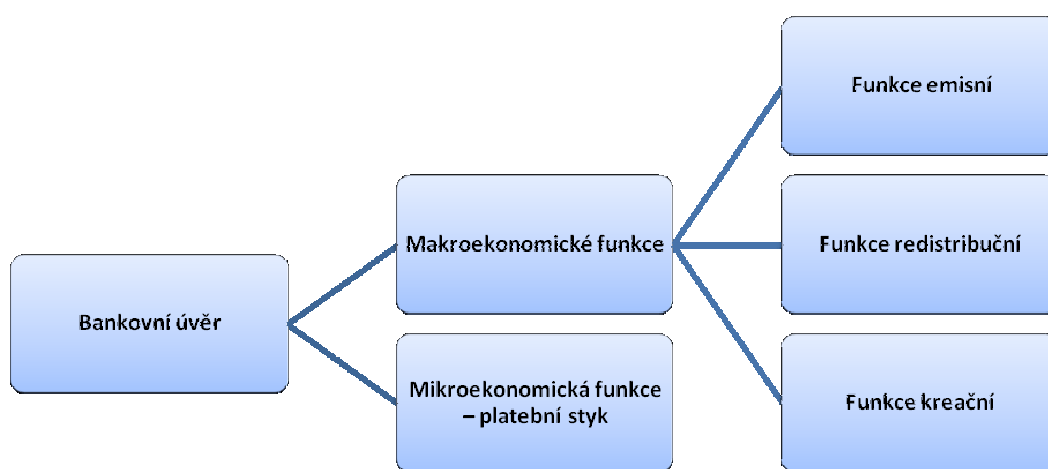 Bankovní úvěr
Makroekonomické funkce
Mikroekonomická funkce
– platební styk
Funkce emisní
Funkce redistribuční
Funkce kreační